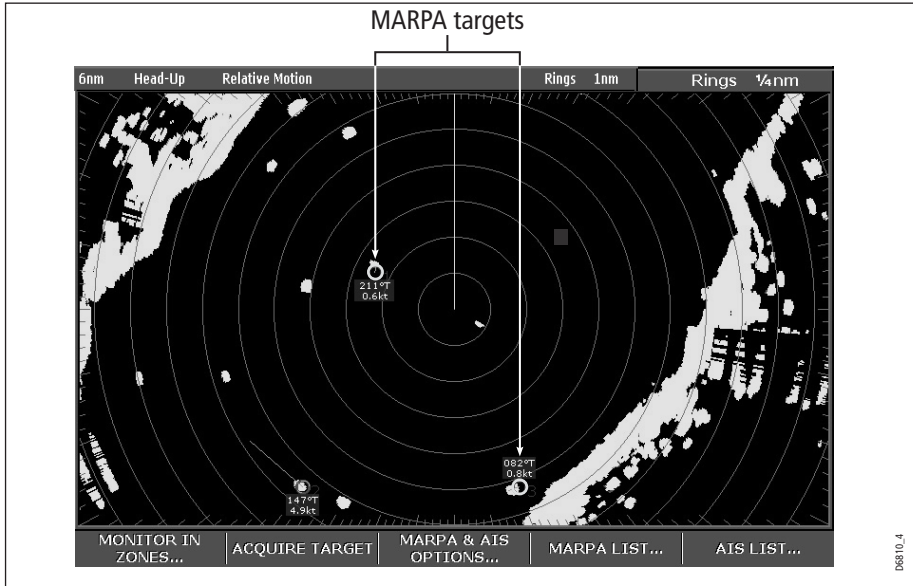 MARPA targets
6nm Head-Up Relative Motion Rings 1nm Rings ¼nm
211°T
0.6kt
082°T
0.8kt
3
147°T
4.9kt
MONITOR IN ZONES...
ACQUIRE TARGET
MARPA & AIS OPTIONS...
MARPA LIST...
AIS LIST...
D6810_4